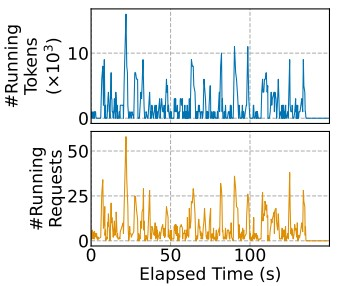 #Running
Tokens
(×10³)
10
0
#Running
Requests
50
25
0
0
50
100
Elapsed Time (s)